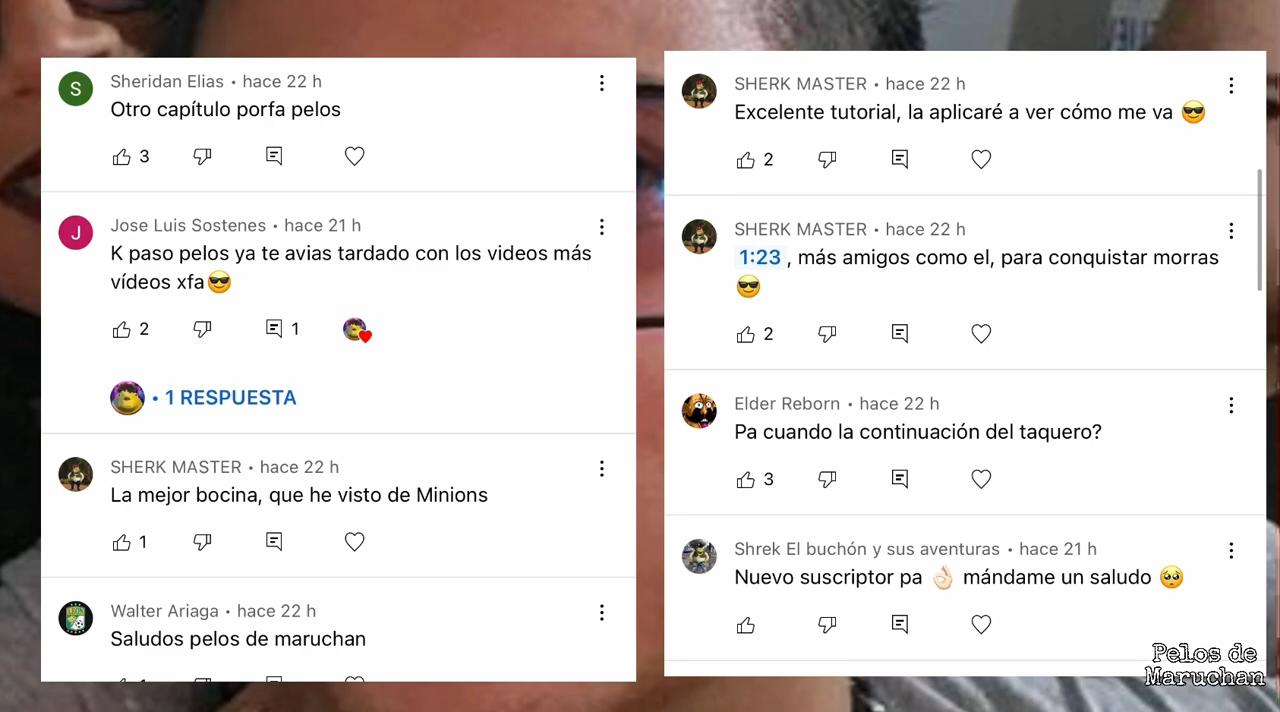 Sheridan Elias • hace 22 h
Otro capítulo porfa pelos
3
Jose Luis Sostenes • hace 21 h
K paso pelos ya te avias tardado con los videos más
vídeos xfa😎
2 1
• 1 RESPUESTA
SHERK MASTER • hace 22 h
La mejor bocina, que he visto de Minions
1
Walter Ariaga • hace 22 h
Saludos pelos de maruchan
SHERK MASTER • hace 22 h
Excelente tutorial, la aplicaré a ver cómo me va 😎
2
SHERK MASTER • hace 22 h
1:23 , más amigos como el, para conquistar morras
😎
2
Elder Reborn • hace 22 h
Pa cuando la continuación del taquero?
3
Shrek El buchón y sus aventuras • hace 21 h
Nuevo suscriptor pa 👌🏻 mándame un saludo 🥺
Pelos de
Maruchan